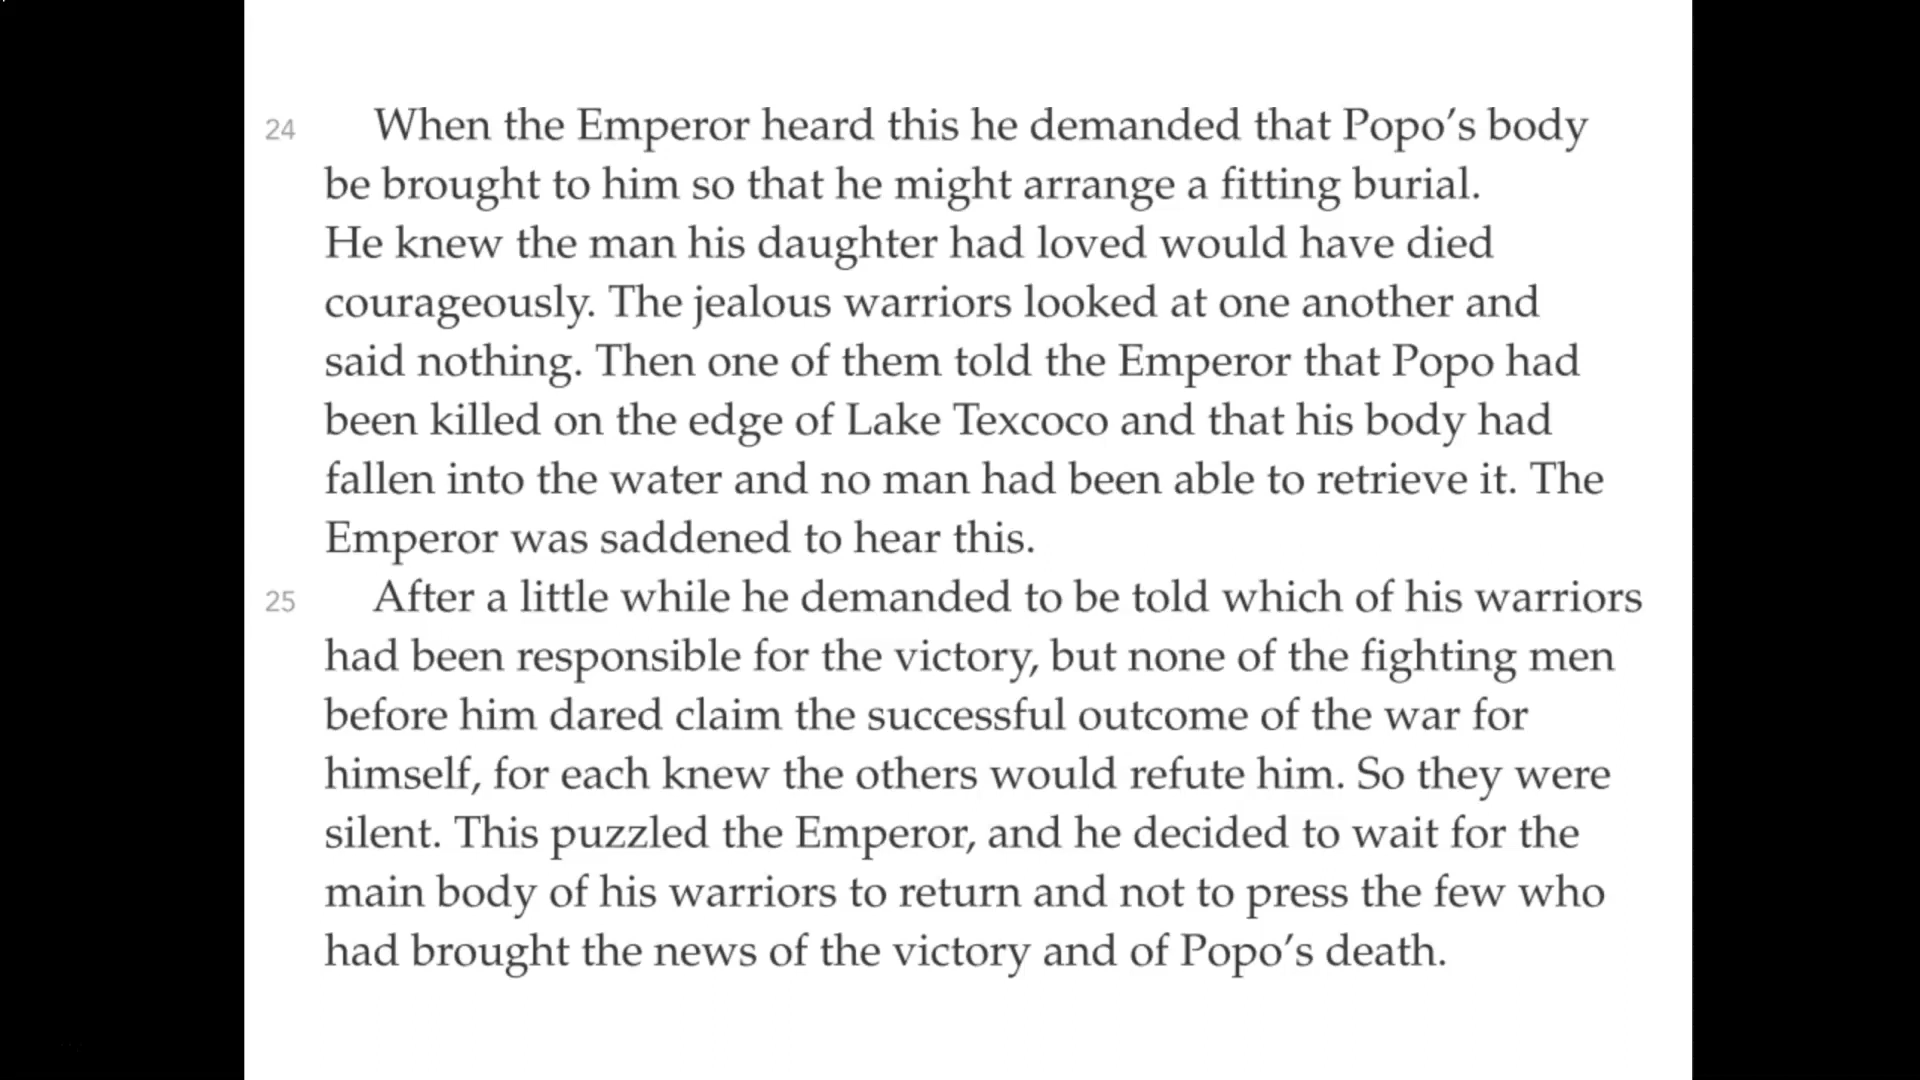 24 When the Emperor heard this he demanded that Popo’s body
be brought to him so that he might arrange a fitting burial.
He knew the man his daughter had loved would have died
courageously. The jealous warriors looked at one another and
said nothing. Then one of them told the Emperor that Popo had
been killed on the edge of Lake Texcoco and that his body had
fallen into the water and no man had been able to retrieve it. The
Emperor was saddened to hear this.
25 After a little while he demanded to be told which of his warriors
had been responsible for the victory, but none of the fighting men
before him dared claim the successful outcome of the war for
himself, for each knew the others would refute him. So they were
silent. This puzzled the Emperor, and he decided to wait for the
main body of his warriors to return and not to press the few who
had brought the news of the victory and of Popo’s death.